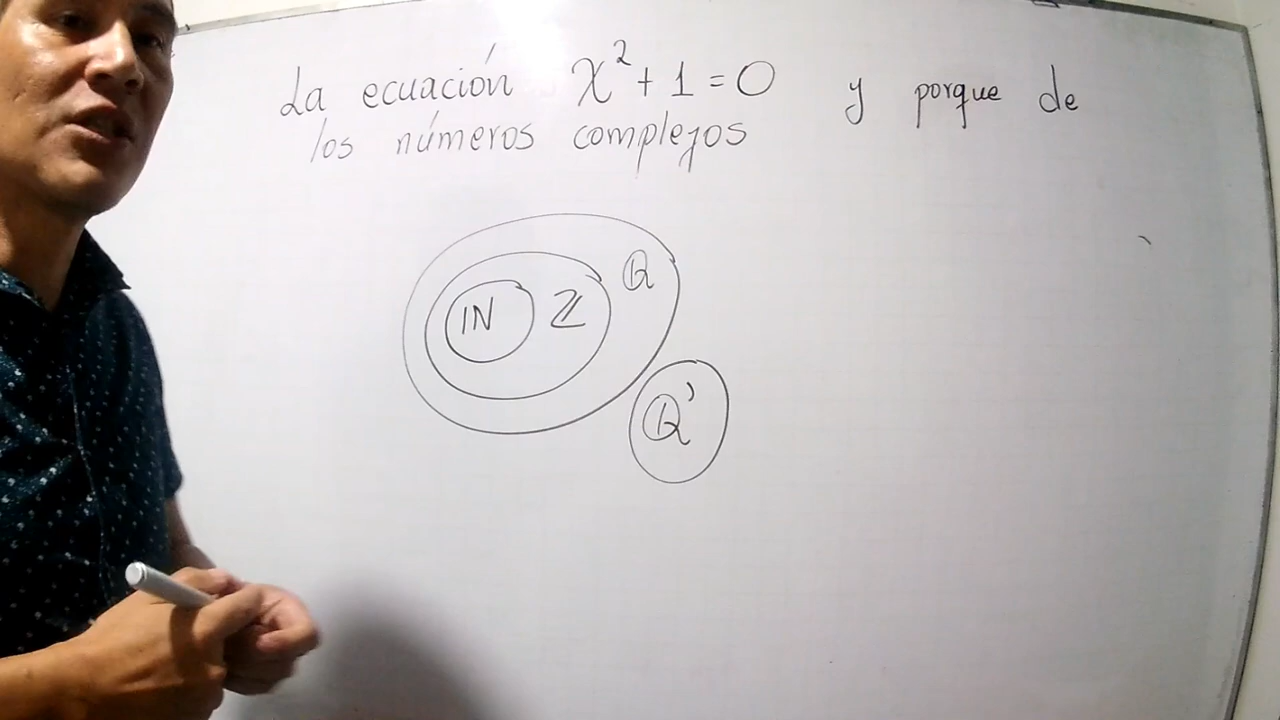 La ecuación x² + 1 = 0 y porque de
los números complejos
Q
IN Z
Q'